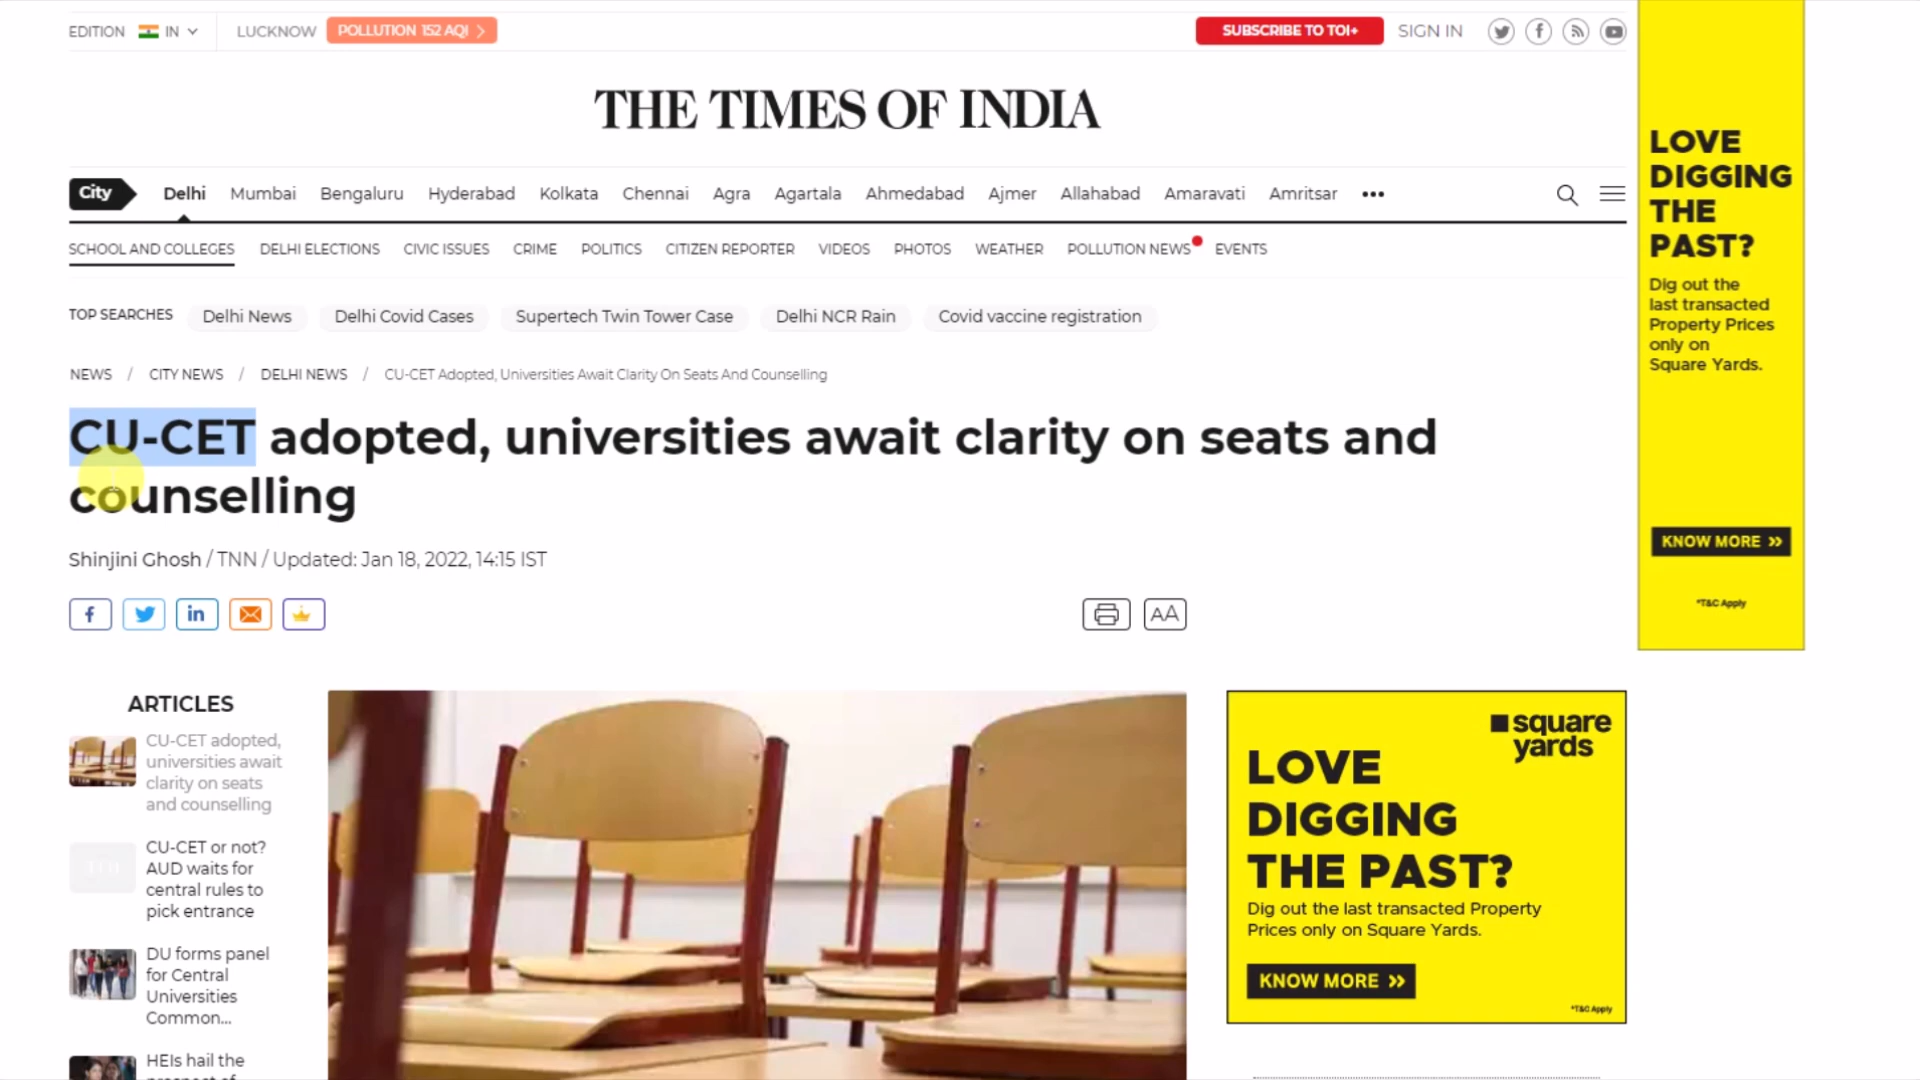 EDITION IN
LUCKNOW
POLLUTION 152 AQI
SUBSCRIBE TO TOI+
SIGN IN
THE TIMES OF INDIA
City Delhi Mumbai Bengaluru Hyderabad Kolkata Chennai Agra Agartala Ahmedabad Ajmer Allahabad Amaravati Amritsar •••
SCHOOL AND COLLEGES DELHI ELECTIONS CIVIC ISSUES CRIME POLITICS CITIZEN REPORTER VIDEOS PHOTOS WEATHER POLLUTION NEWS EVENTS
TOP SEARCHES Delhi News Delhi Covid Cases Supertech Twin Tower Case Delhi NCR Rain Covid vaccine registration
NEWS / CITY NEWS / DELHI NEWS / CU-CET Adopted, Universities Await Clarity On Seats And Counselling
CU-CET adopted, universities await clarity on seats and
counselling
Shinjini Ghosh / TNN / Updated: Jan 18, 2022, 14:15 IST
f
in
AA
ARTICLES
CU-CET adopted,
universities await
clarity on seats
and counselling
CU-CET or not?
AUD waits for
central rules to
pick entrance
DU forms panel
for Central
Universities
Common...
HEIs hail the
LOVE
DIGGING
THE
PAST?
Dig out the
last transacted
Property Prices
only on
Square Yards.
KNOW MORE »
*T&C Apply
square
yards
LOVE
DIGGING
THE PAST?
Dig out the last transacted Property
Prices only on Square Yards.
KNOW MORE »
*T&C Apply